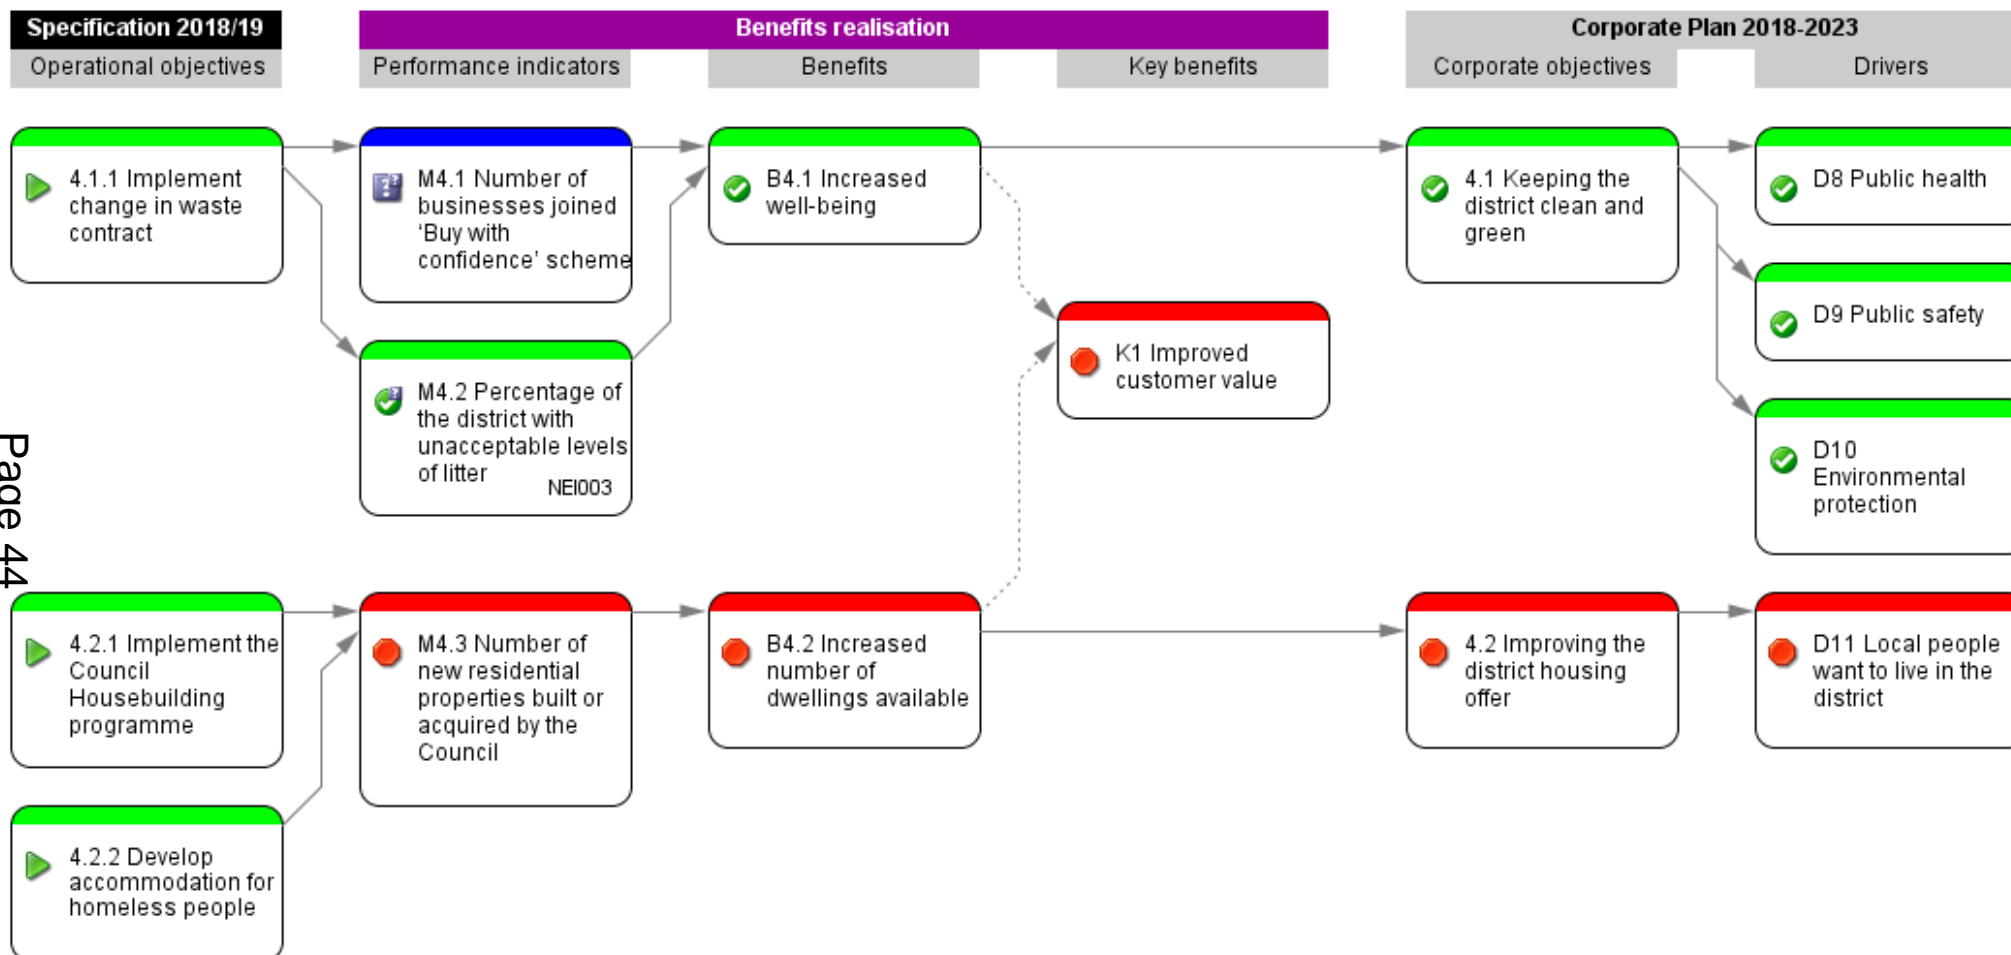 Specification 2018/19
Benefits realisation
Corporate Plan 2018-2023
Operational objectives
Performance indicators
Benefits
Key benefits
Corporate objectives
Drivers
4.1.1 Implement
change in waste
contract
M4.1 Number of
businesses joined
‘Buy with
confidence’ scheme
B4.1 Increased
well-being
4.1 Keeping the
district clean and
green
D8 Public health
D9 Public safety
K1 Improved
customer value
M4.2 Percentage of
the district with
unacceptable levels
of litter
NEI003
D10
Environmental
protection
Page 44
4.2.1 Implement the
Council
Housebuilding
programme
M4.3 Number of
new residential
properties built or
acquired by the
Council
B4.2 Increased
number of
dwellings available
4.2 Improving the
district housing
offer
D11 Local people
want to live in the
district
4.2.2 Develop
accommodation for
homeless people